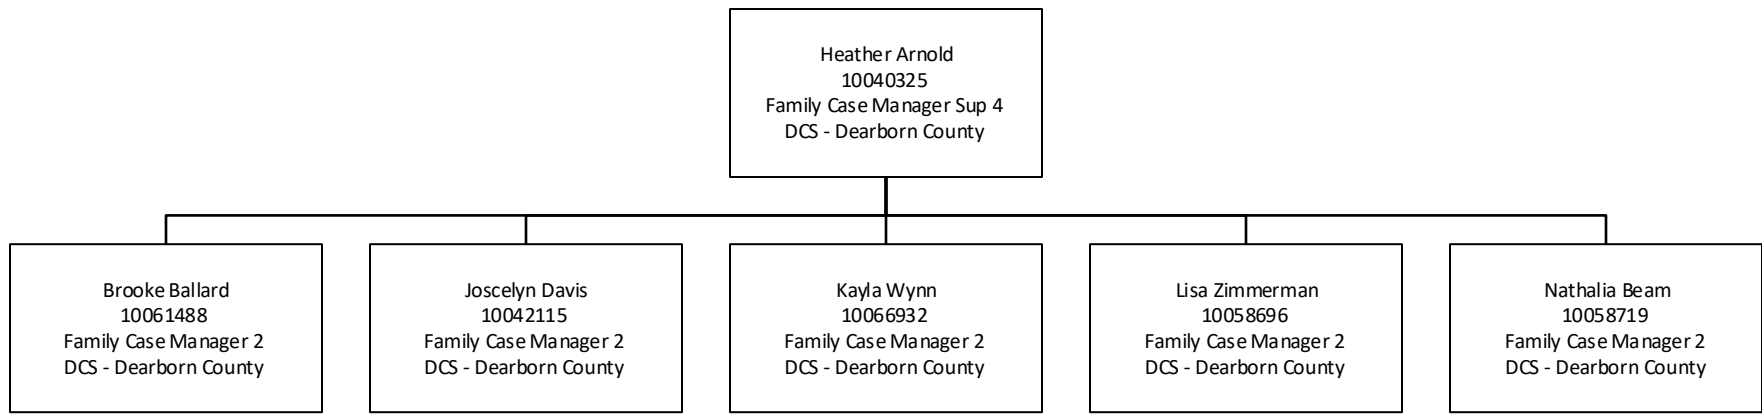 Heather Arnold
10040325
Family Case Manager Sup 4
DCS - Dearborn County
Brooke Ballard
10061488
Family Case Manager 2
DCS - Dearborn County
Joscelyn Davis
10042115
Family Case Manager 2
DCS - Dearborn County
Kayla Wynn
10066932
Family Case Manager 2
DCS - Dearborn County
Lisa Zimmerman
10058696
Family Case Manager 2
DCS - Dearborn County
Nathalia Beam
10058719
Family Case Manager 2
DCS - Dearborn County